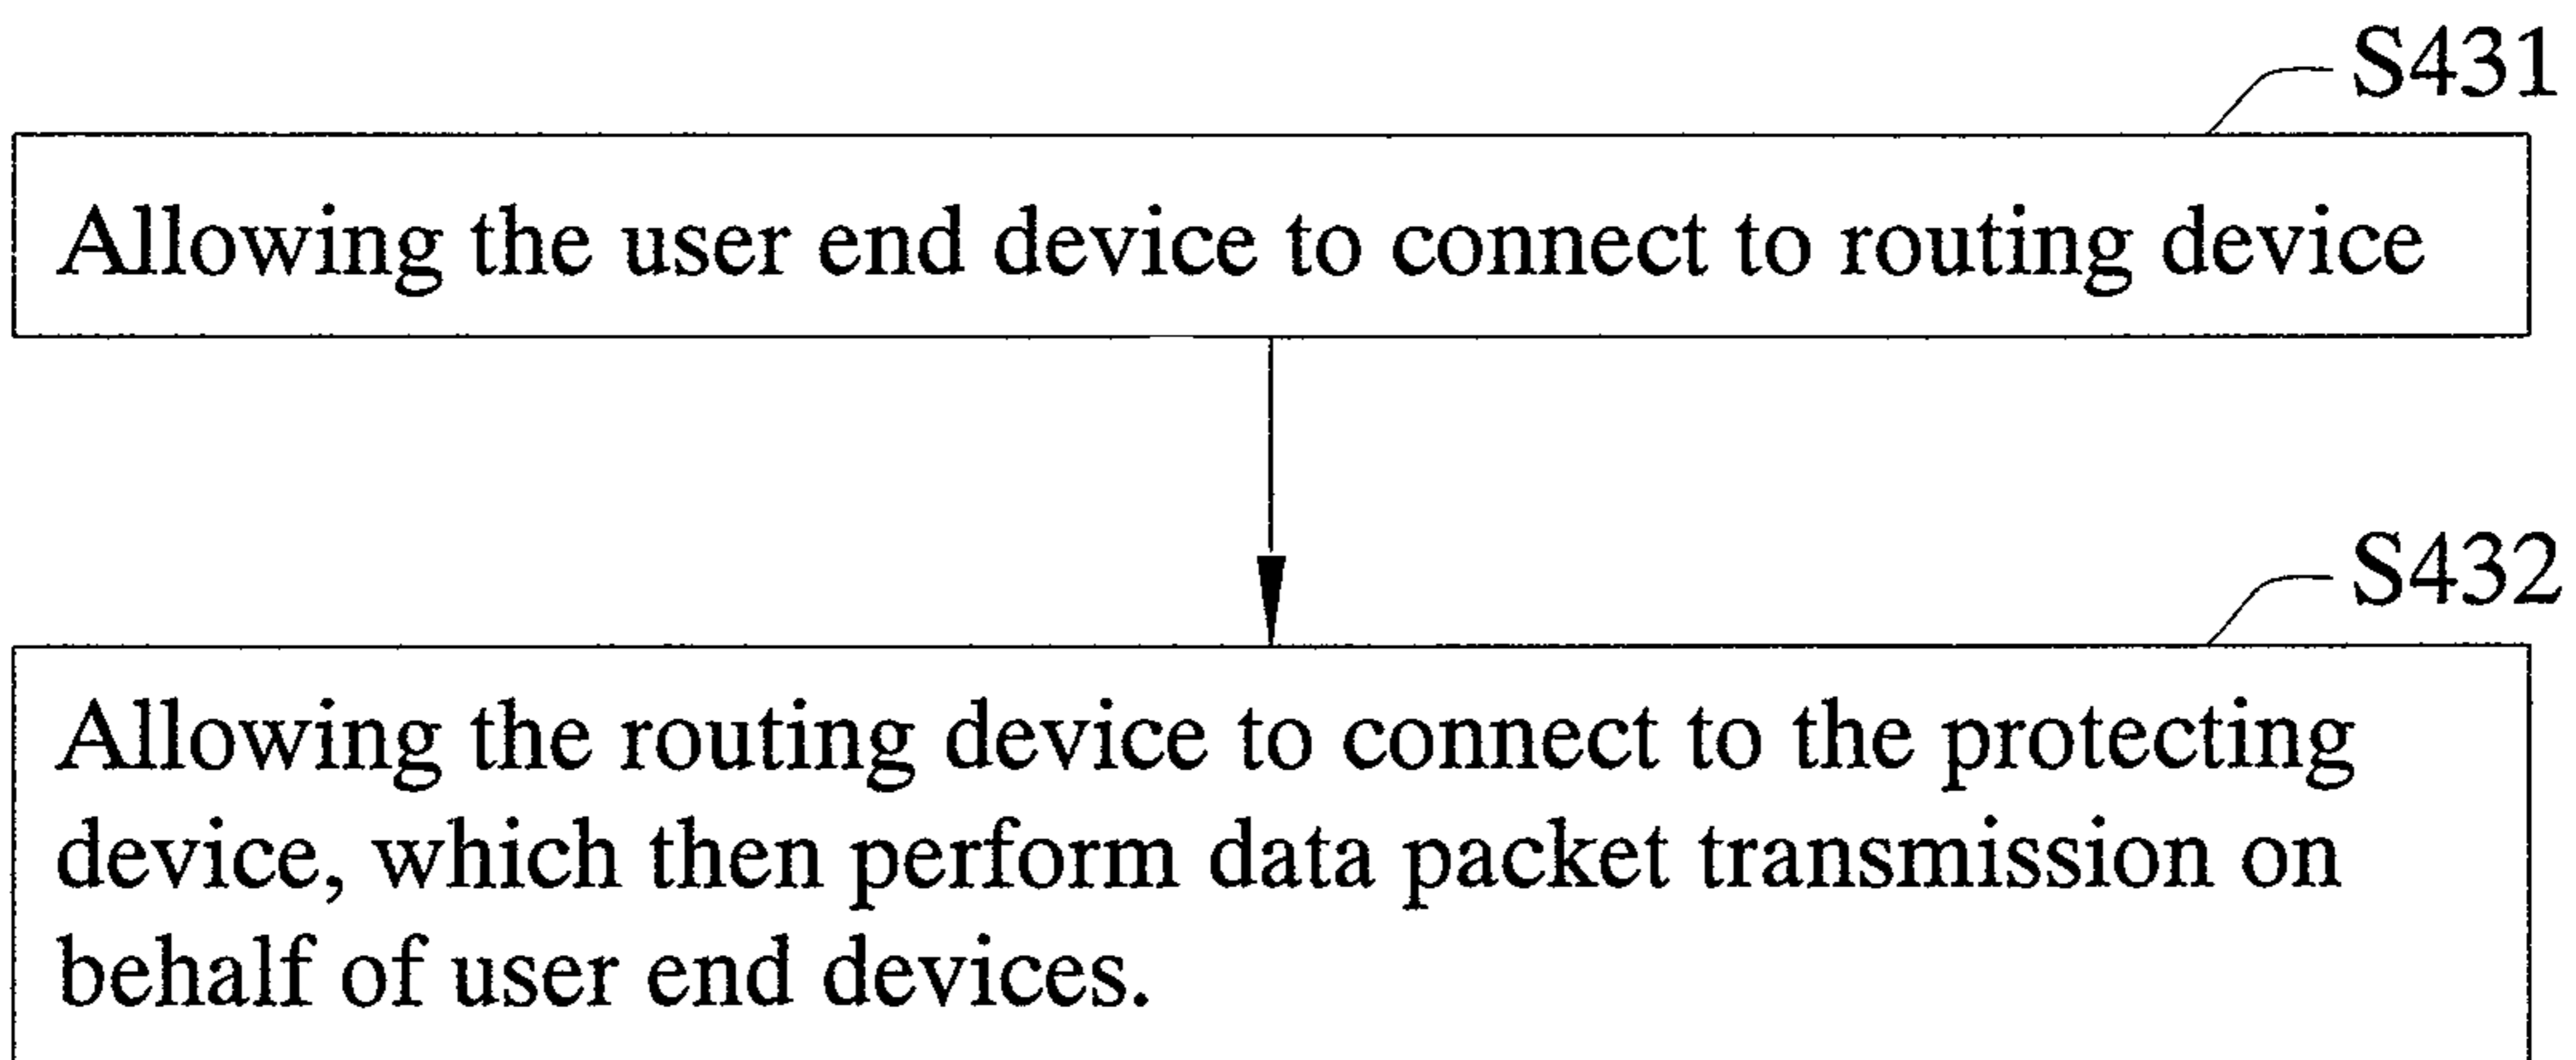 S431
Allowing the user end device to connect to routing device
S432
Allowing the routing device to connect to the protecting
device, which then perform data packet transmission on
behalf of user end devices.